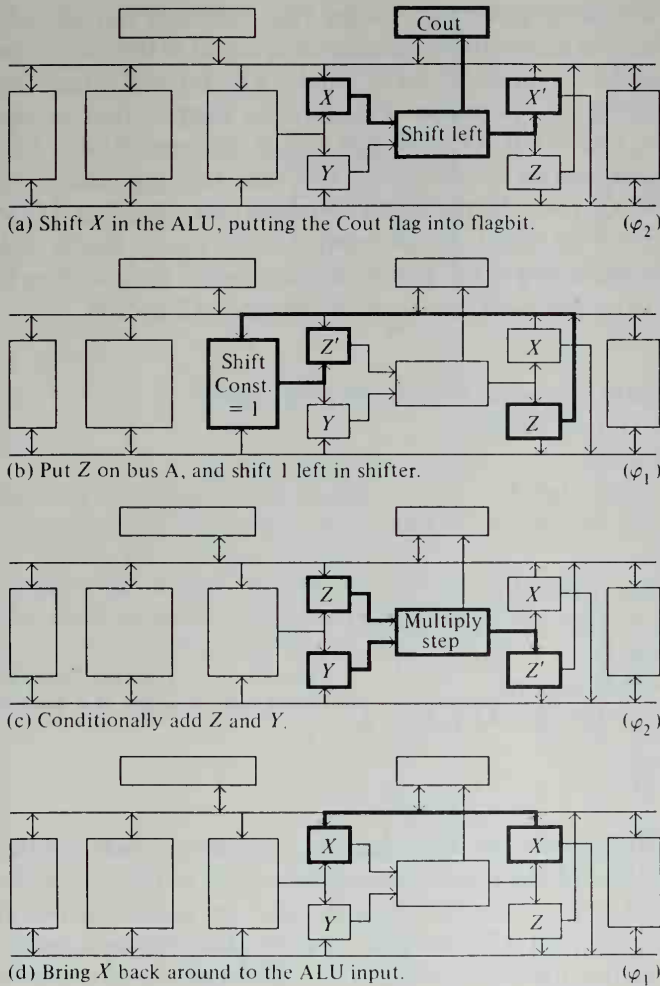 Cout
X
X'
Shift left
Y
Z
(a) Shift X in the ALU, putting the Cout flag into flagbit. (φ2)
Shift
Const.
= 1
Z'
X
Y
Z
(b) Put Z on bus A, and shift 1 left in shifter. (φ1)
Z
X
Multiply
step
Y
Z'
(c) Conditionally add Z and Y. (φ2)
X
X
Y
Z
(d) Bring X back around to the ALU input. (φ1)